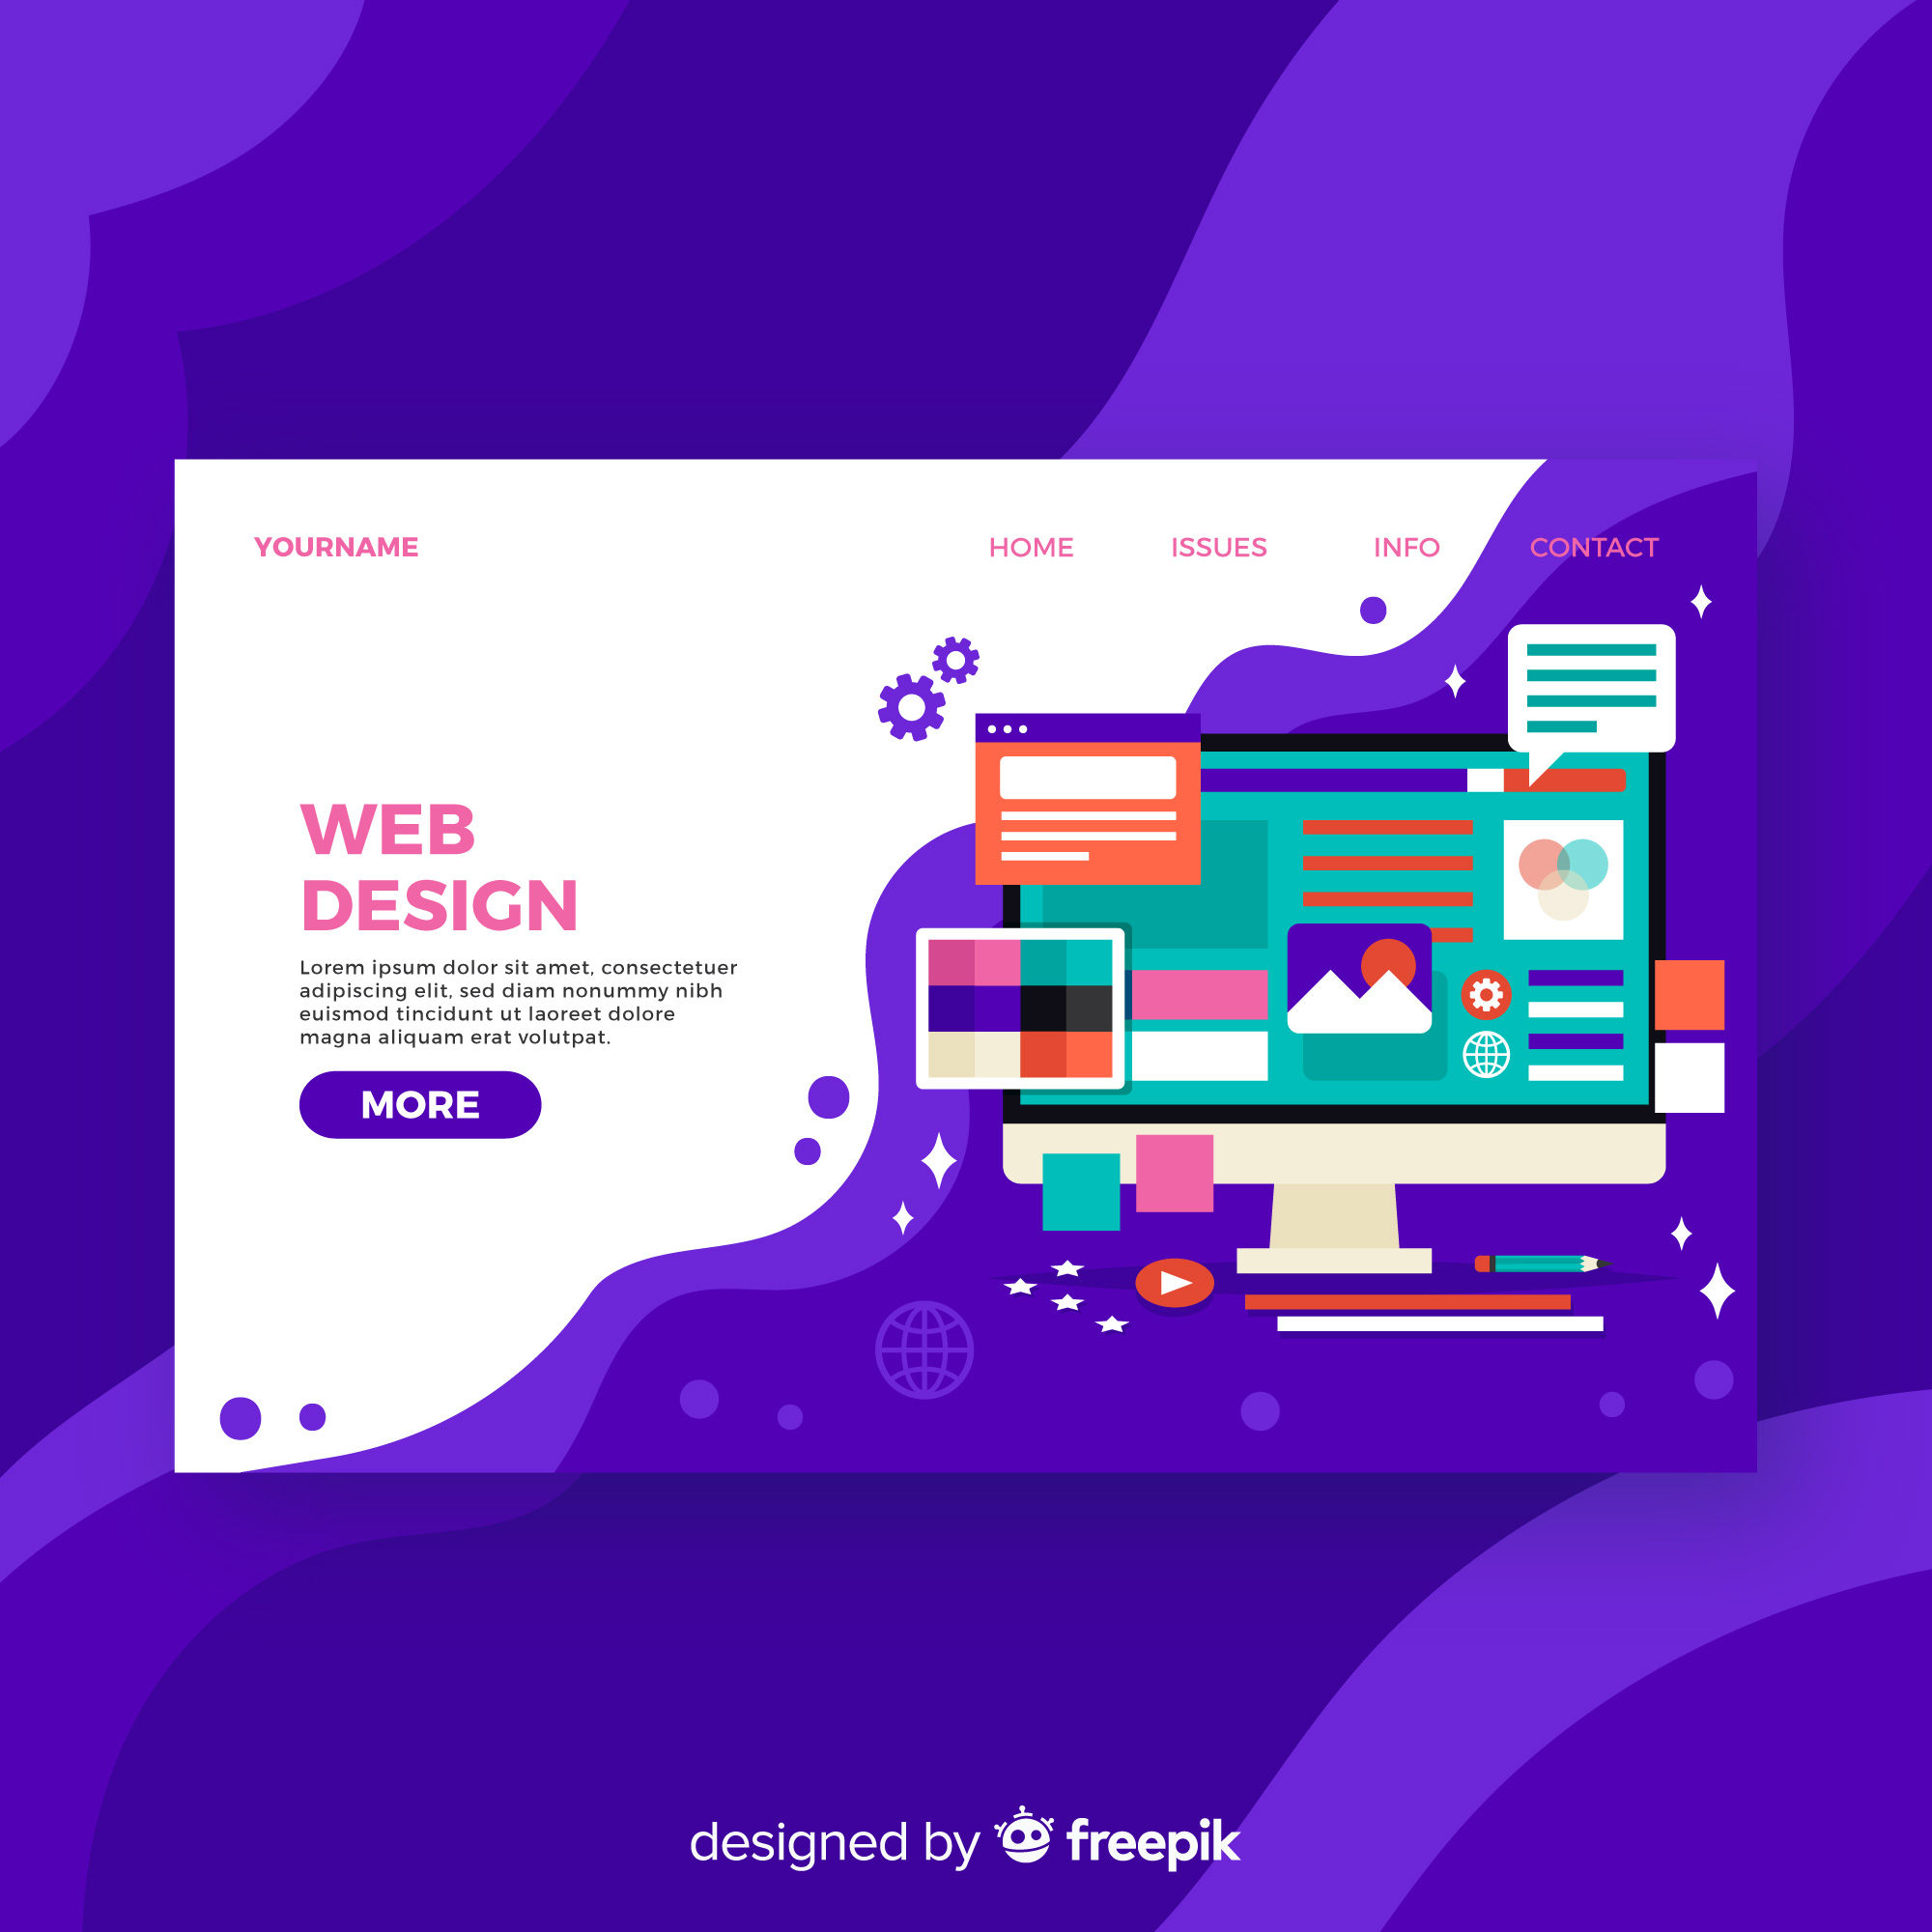 YOURNAME
HOME ISSUES INFO CONTACT
WEB
DESIGN
Lorem ipsum dolor sit amet, consectetuer
adipiscing elit, sed diam nonummy nibh
euismod tincidunt ut laoreet dolore
magna aliquam erat volutpat.
MORE
designed by freepik